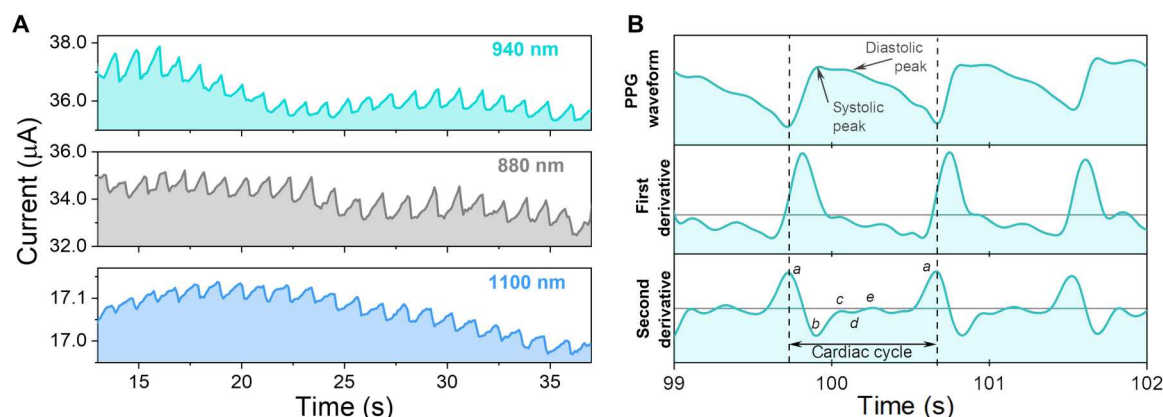 A
38.0
36.0
940 nm
36.0
34.0
32.0
880 nm
17.1
17.0
1100 nm
Current (μA)
15
20
25
30
35
Time (s)
B
PPG
waveform
Diastolic
peak
Systolic
peak
First
derivative
Second
derivative
a
b
c
d
e
a
Cardiac cycle
99
100
101
102
Time (s)